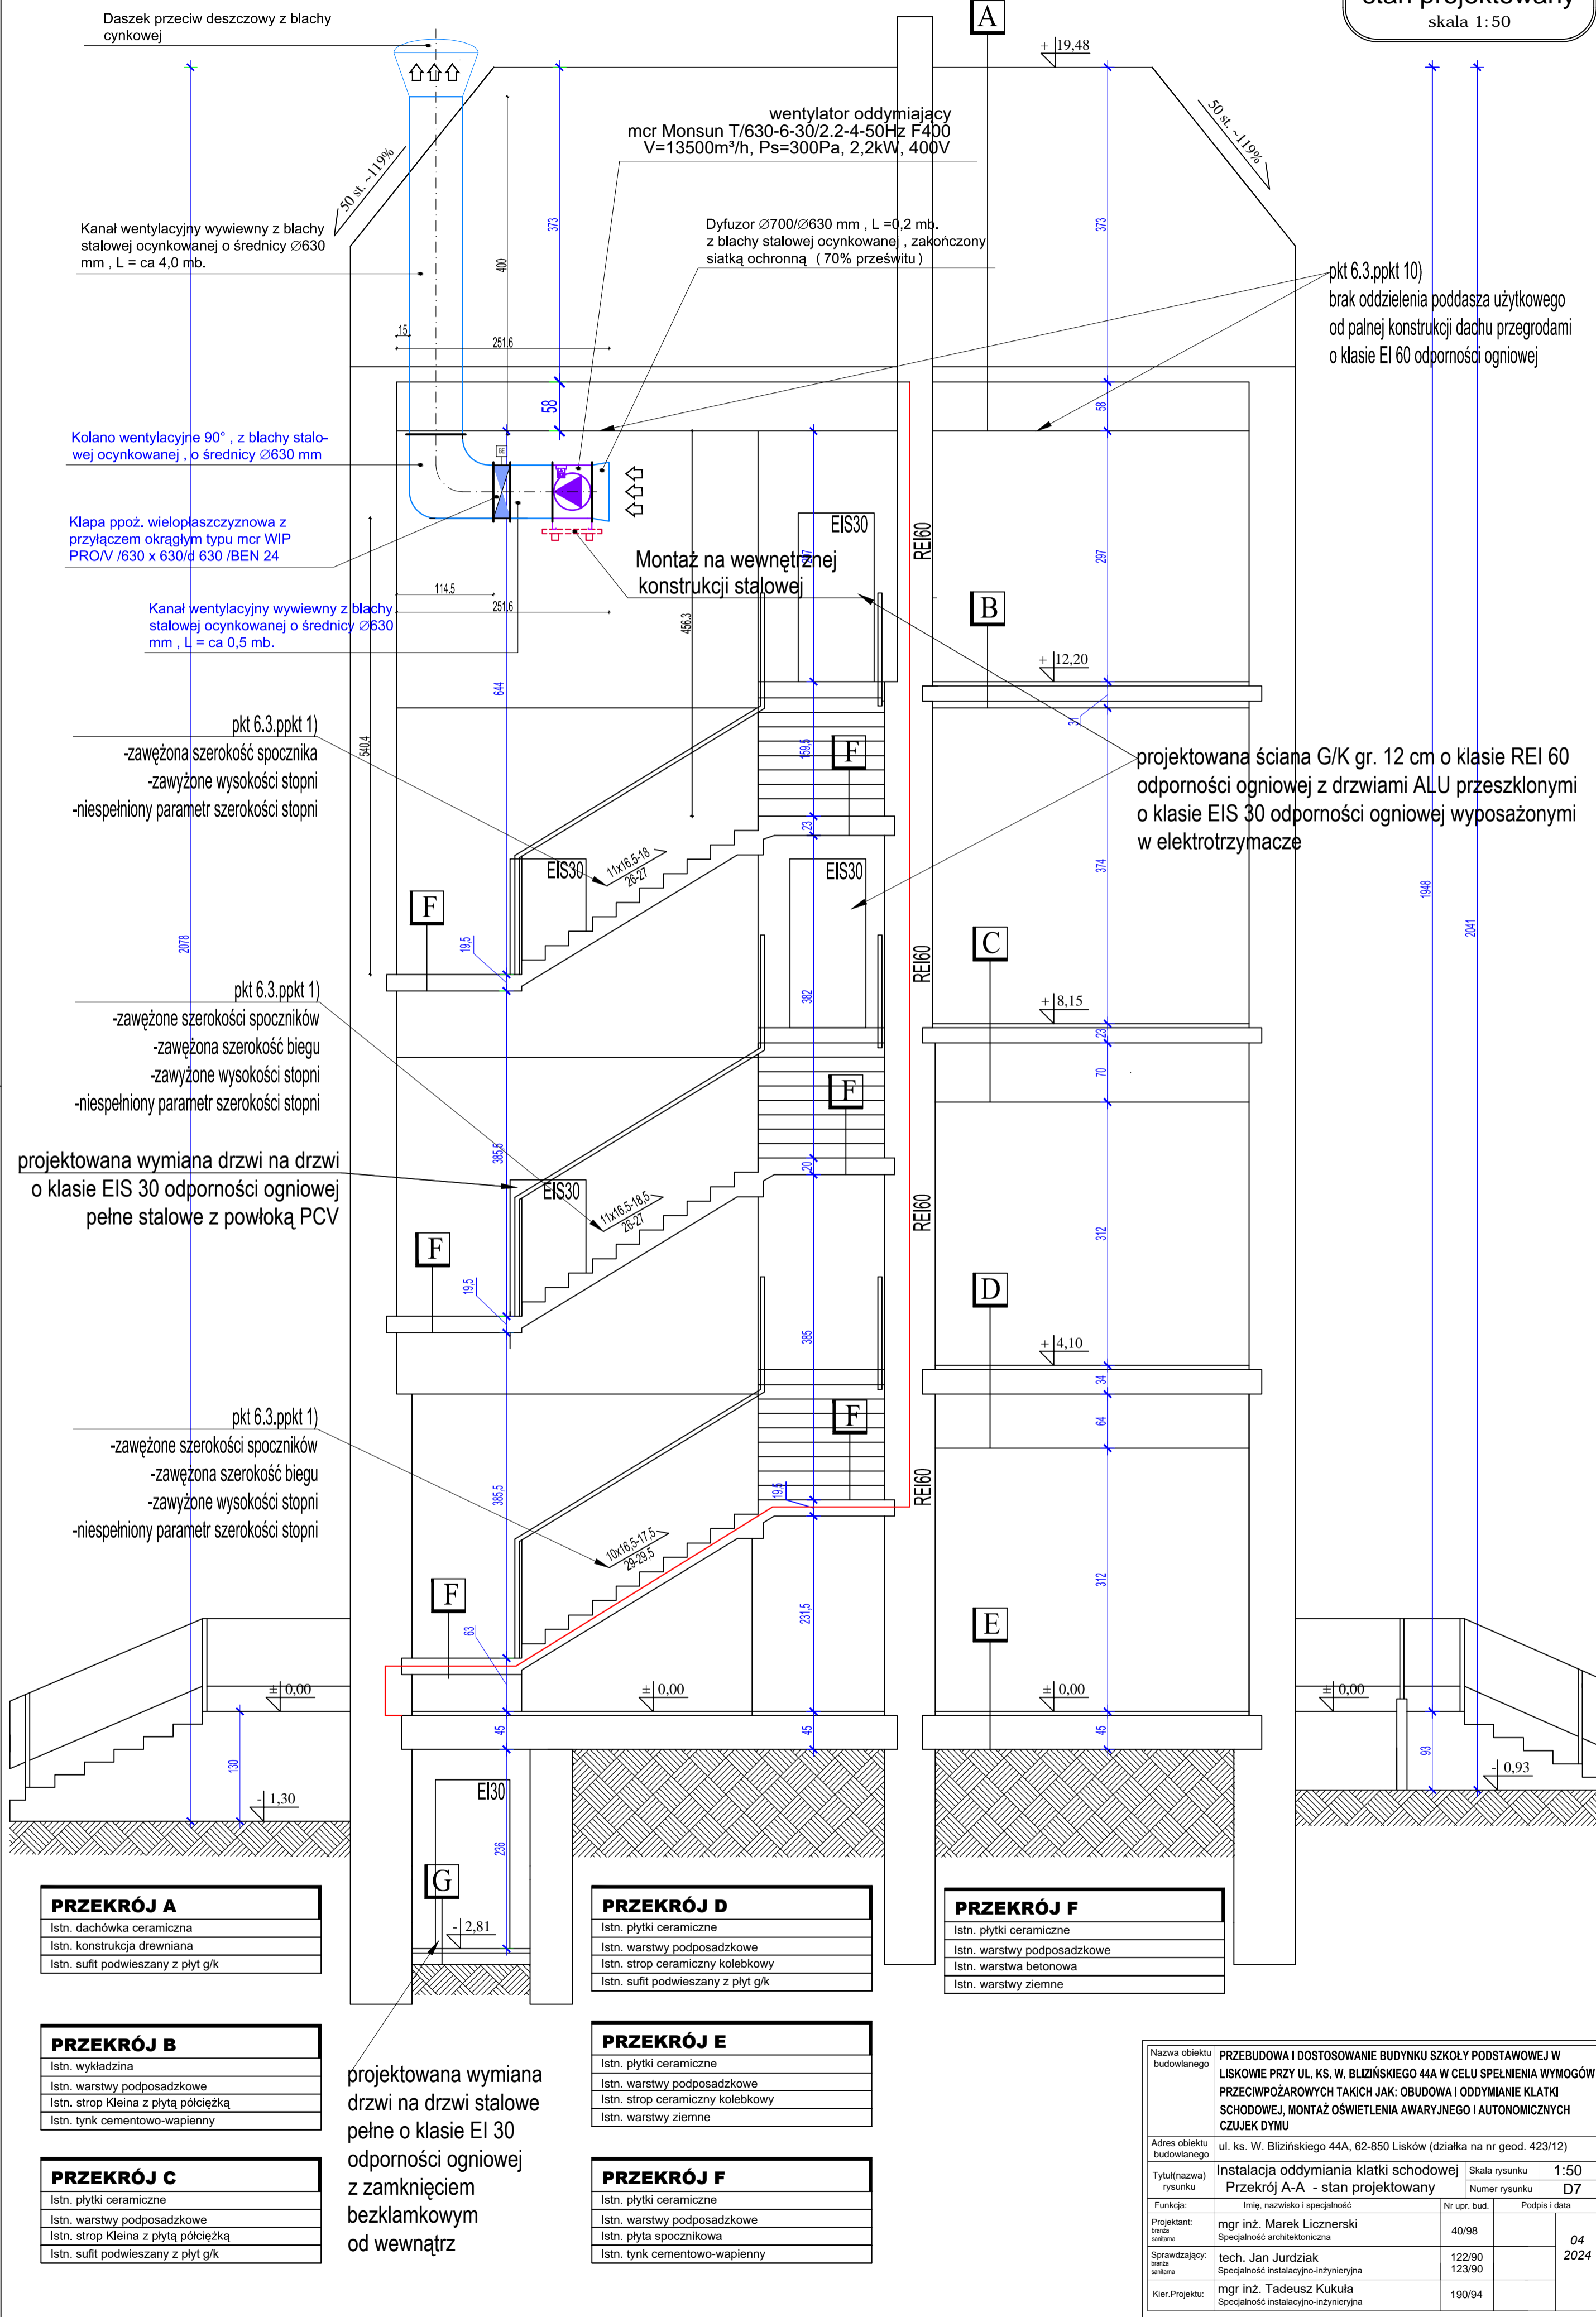 stan projektowany
skala 1:50
Daszek przeciw deszczowy z blachy
cynkowej
A
+ 19,48
wentylator oddymiający
mcr Monsun T/630-6-30/2.2-4-50Hz F400
V=13500m³/h, Ps=300Pa, 2,2kW, 400V
50 st. ~119%
50 st. ~119%
Kanał wentylacyjny wywiewny z blachy
stalowej ocynkowanej o średnicy ∅630
mm , L = ca 4,0 mb.
Dyfuzor ∅700/∅630 mm , L =0,2 mb.
z blachy stalowej ocynkowanej , zakończony
siatką ochronną ( 70% prześwitu )
373
373
400
15
251.6
pkt 6.3.ppkt 10)
brak oddzielenia poddasza użytkowego
od palnej konstrukcji dachu przegrodami
o klasie EI 60 odporności ogniowej
58
58
Kolano wentylacyjne 90° , z blachy stalo-
wej ocynkowanej , o średnicy ∅630 mm
Klapa ppoż. wielopłaszczyznowa z
przyłączem okrągłym typu mcr WIP
PRO/V /630 x 630/d 630 /BEN 24
EIS30
REI60
Montaż na wewnętrznej
konstrukcji stalowej
297
114.5
251.6
Kanał wentylacyjny wywiewny z blachy
stalowej ocynkowanej o średnicy ∅630
mm , L = ca 0,5 mb.
456.3
B
+ 12,20
644
31
pkt 6.3.ppkt 1)
-zawężona szerokość spocznika
-zawyżone wysokości stopni
-niespełniony parametr szerokości stopni
540.4
159,5
F
projektowana ściana G/K gr. 12 cm o klasie REI 60
odporności ogniowej z drzwiami ALU przeszklonymi
o klasie EIS 30 odporności ogniowej wyposażonymi
w elektrotrzymacze
23
EIS30
11x16,5-18
26-27
EIS30
374
1948
2041
2078
F
19,5
C
REI60
+ 8,15
382
23
70
pkt 6.3.ppkt 1)
-zawężone szerokości spoczników
-zawężona szerokość biegu
-zawyżone wysokości stopni
-niespełniony parametr szerokości stopni
F
385,5
20
projektowana wymiana drzwi na drzwi
o klasie EIS 30 odporności ogniowej
pełne stalowe z powłoką PCV
EIS30
11x16,5-18,5
26-27
REI60
312
F
19,5
D
+ 4,10
385
34
64
pkt 6.3.ppkt 1)
-zawężone szerokości spoczników
-zawężona szerokość biegu
-zawyżone wysokości stopni
-niespełniony parametr szerokości stopni
F
385,5
19,5
REI60
10x16,5-17,5
29-29,5
312
F
63
231,5
E
± 0,00
± 0,00
± 0,00
± 0,00
45
45
45
130
93
- 1,30
- 0,93
EI30
236
G
- 2,81
PRZEKRÓJ A
Istn. dachówka ceramiczna
Istn. konstrukcja drewniana
Istn. sufit podwieszany z płyt g/k
PRZEKRÓJ D
Istn. płytki ceramiczne
Istn. warstwy podposadzkowe
Istn. strop ceramiczny kolebkowy
Istn. sufit podwieszany z płyt g/k
PRZEKRÓJ F
Istn. płytki ceramiczne
Istn. warstwy podposadzkowe
Istn. warstwa betonowa
Istn. warstwy ziemne
PRZEKRÓJ B
Istn. wykładzina
Istn. warstwy podposadzkowe
Istn. strop Kleina z płytą półciężką
Istn. tynk cementowo-wapienny
PRZEKRÓJ E
Istn. płytki ceramiczne
Istn. warstwy podposadzkowe
Istn. strop ceramiczny kolebkowy
Istn. warstwy ziemne
PRZEKRÓJ C
Istn. płytki ceramiczne
Istn. warstwy podposadzkowe
Istn. strop Kleina z płytą półciężką
Istn. sufit podwieszany z płyt g/k
projektowana wymiana
drzwi na drzwi stalowe
pełne o klasie EI 30
odporności ogniowej
z zamknięciem
bezklamkowym
od wewnątrz
PRZEKRÓJ F
Istn. płytki ceramiczne
Istn. warstwy podposadzkowe
Istn. płyta spocznikowa
Istn. tynk cementowo-wapienny
Nazwa obiektu
budowlanego
PRZEBUDOWA I DOSTOSOWANIE BUDYNKU SZKOŁY PODSTAWOWEJ W
LISKOWIE PRZY UL. KS. W. BLIZIŃSKIEGO 44A W CELU SPEŁNIENIA WYMOGÓW
PRZECIWPOŻAROWYCH TAKICH JAK: OBUDOWA I ODDYMIANIE KLATKI
SCHODOWEJ, MONTAŻ OŚWIETLENIA AWARYJNEGO I AUTONOMICZNYCH
CZUJEK DYMU
Adres obiektu
budowlanego
ul. ks. W. Blizińskiego 44A, 62-850 Lisków (działka na nr geod. 423/12)
Tytuł(nazwa)
rysunku
Instalacja oddymiania klatki schodowej
Przekrój A-A - stan projektowany
Skala rysunku 1:50
Numer rysunku D7
Funkcja: Imię, nazwisko i specjalność Nr upr. bud. Podpis i data
Projektant:
branża
sanitarna
mgr inż. Marek Licznerski
Specjalność architektoniczna
40/98
04
2024
Sprawdzający:
branża
sanitarna
tech. Jan Jurdziak
Specjalność instalacyjno-inżynieryjna
122/90
123/90
Kier.Projektu:
mgr inż. Tadeusz Kukuła
Specjalność instalacyjno-inżynieryjna
190/94